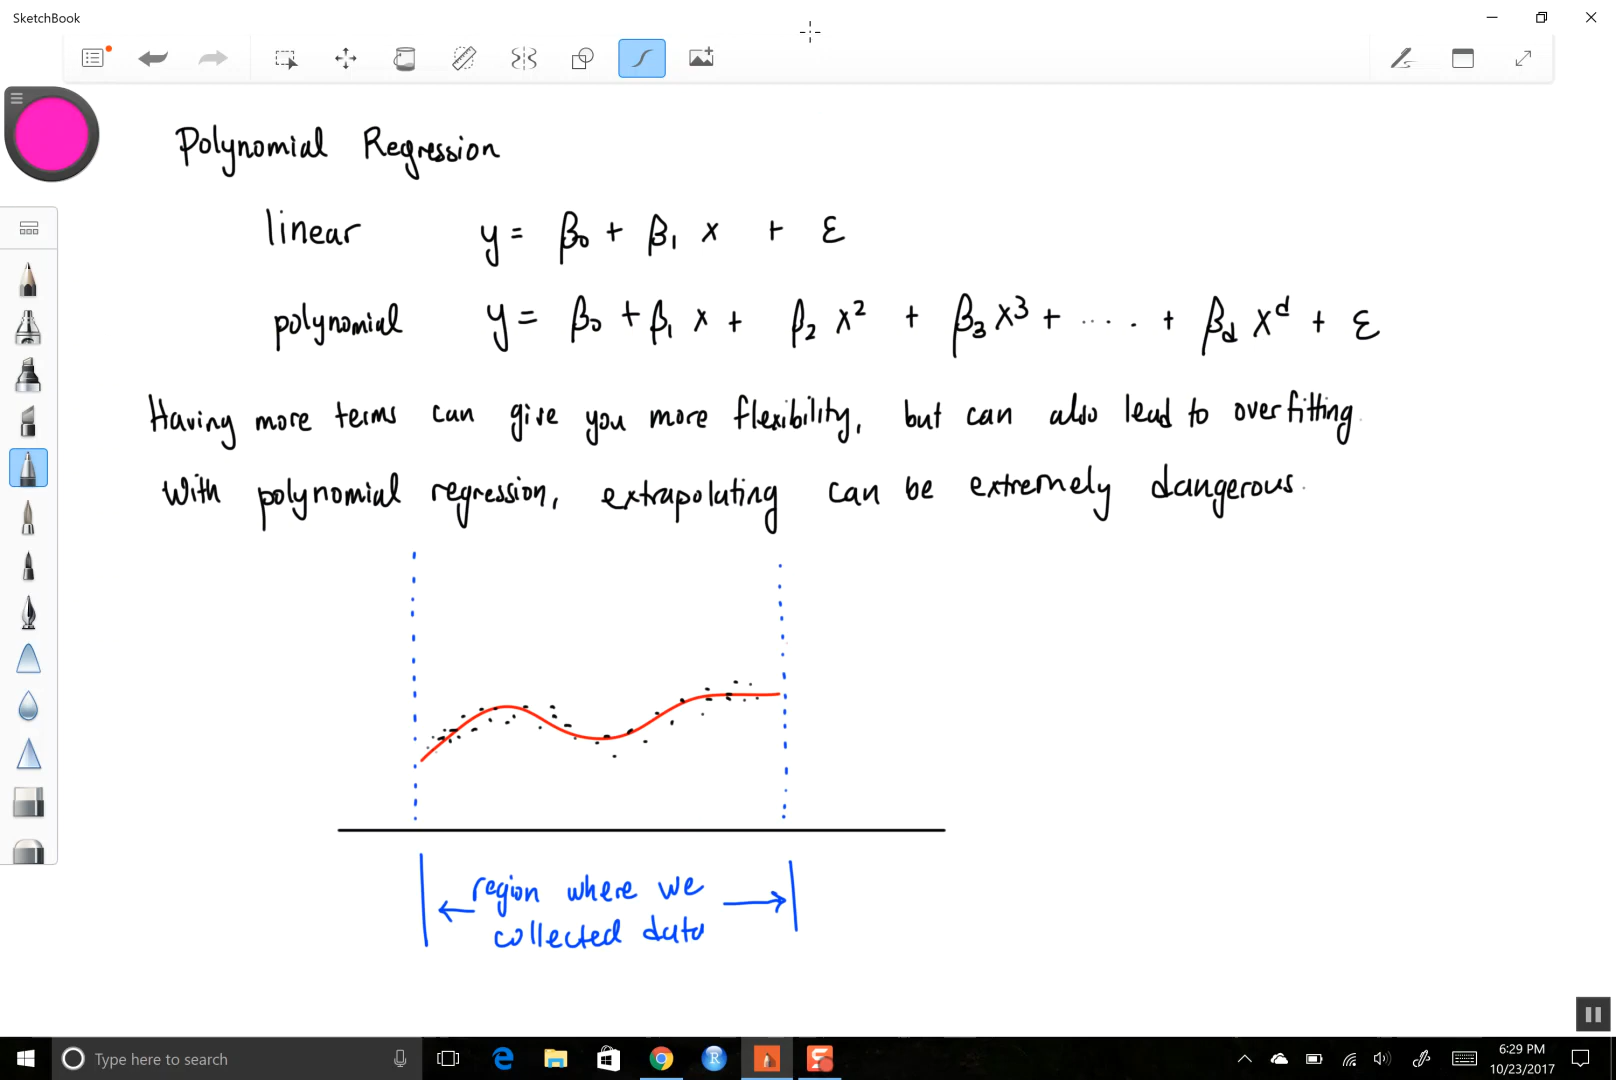 SketchBook
Polynomial Regression
linear y = β₀ + β₁ x + ε
polynomial y = β₀ + β₁ x + β₂ x² + β₃ x³ + ..... + β_d x^d + ε
Having more terms can give you more flexibility, but can also lead to overfitting.
With polynomial regression, extrapolating can be extremely dangerous.
region where we
collected data
Type here to search
6:29 PM
10/23/2017